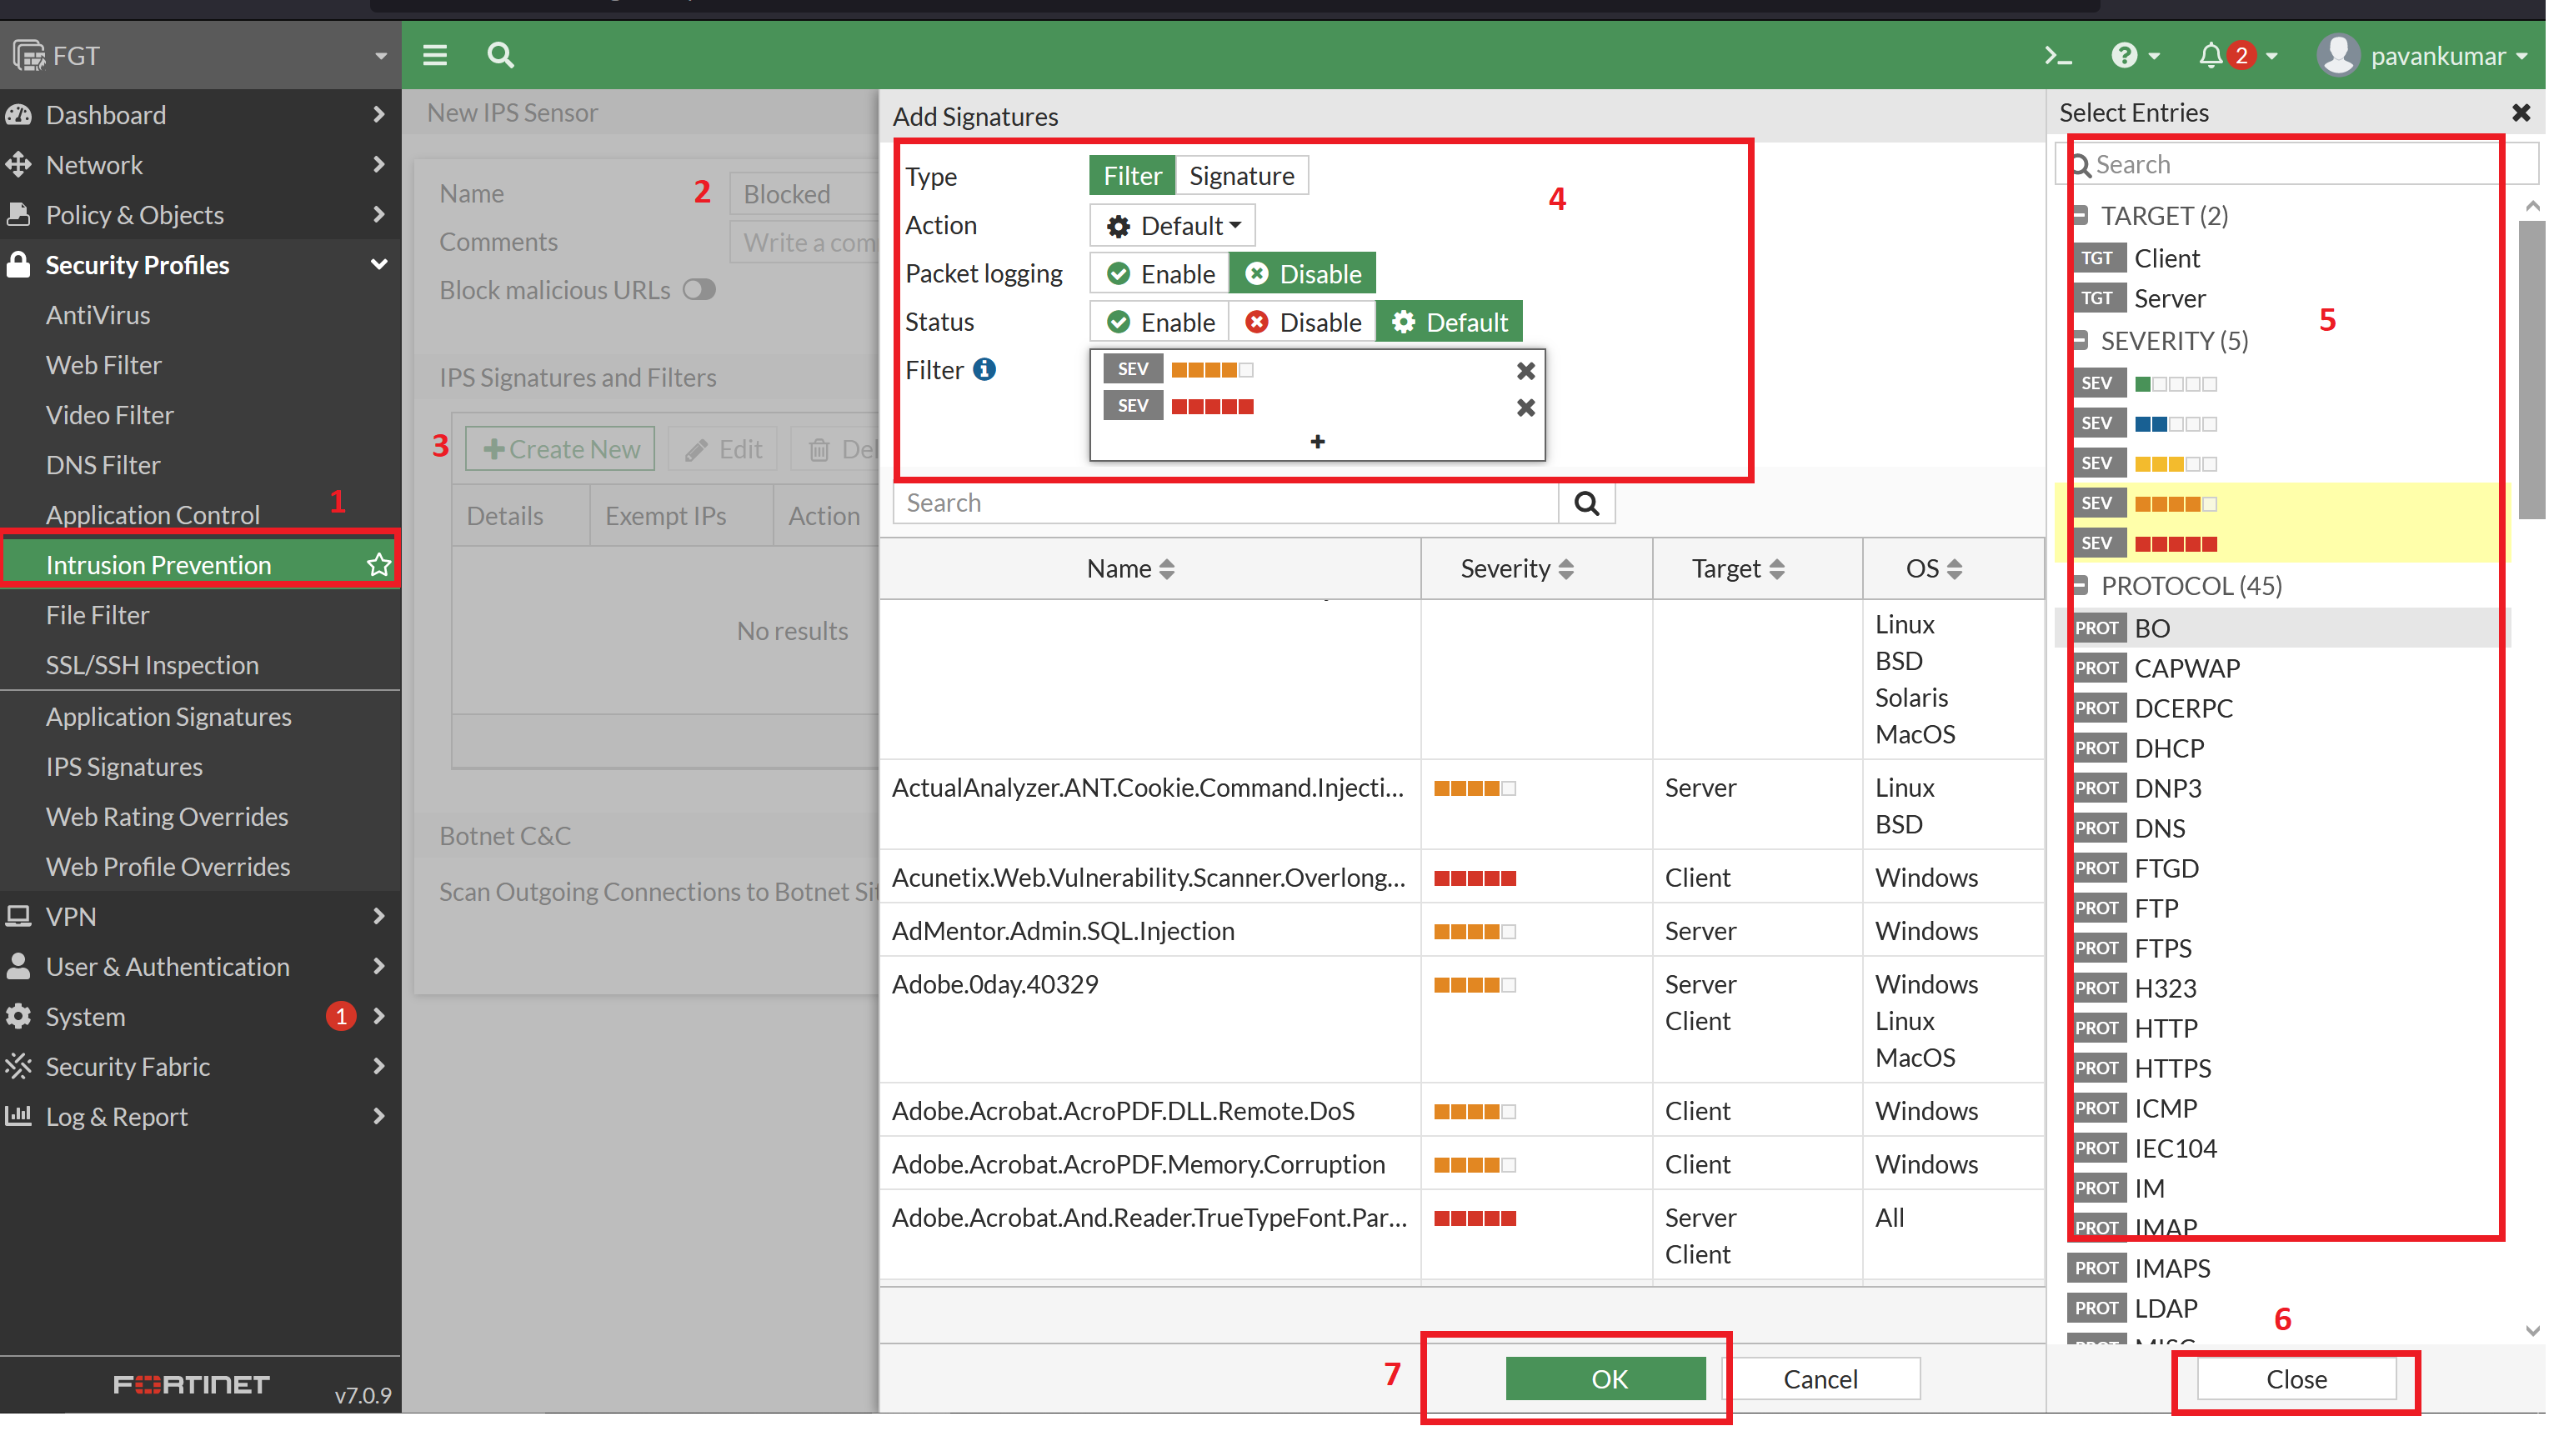 FGT
2
pavankumar
Dashboard
Network
Policy & Objects
Security Profiles
AntiVirus
Web Filter
Video Filter
DNS Filter
Application Control
1
Intrusion Prevention
File Filter
SSL/SSH Inspection
Application Signatures
IPS Signatures
Web Rating Overrides
Web Profile Overrides
VPN
User & Authentication
System
1
Security Fabric
Log & Report
FORTINET
v7.0.9
New IPS Sensor
Name
2
Blocked
Comments
Write a com
Block malicious URLs
IPS Signatures and Filters
3
Create New
Edit
Del
Details
Exempt IPs
Action
No results
Botnet C&C
Scan Outgoing Connections to Botnet Sit
Add Signatures
Type
Filter
Signature
4
Action
Default
Packet logging
Enable
Disable
Status
Enable
Disable
Default
Filter
SEV
SEV
+
Search
Name
Severity
Target
OS
Linux
BSD
Solaris
MacOS
ActualAnalyzer.ANT.Cookie.Command.Injecti...
Server
Linux
BSD
Acunetix.Web.Vulnerability.Scanner.Overlong...
Client
Windows
AdMentor.Admin.SQL.Injection
Server
Windows
Adobe.0day.40329
Server
Client
Windows
Linux
MacOS
Adobe.Acrobat.AcroPDF.DLL.Remote.DoS
Client
Windows
Adobe.Acrobat.AcroPDF.Memory.Corruption
Client
Windows
Adobe.Acrobat.And.Reader.TrueTypeFont.Par...
Server
Client
All
7
OK
Cancel
Select Entries
Search
TARGET (2)
TGT Client
TGT Server
5
SEVERITY (5)
SEV
SEV
SEV
SEV
SEV
PROTOCOL (45)
PROT BO
PROT CAPWAP
PROT DCERPC
PROT DHCP
PROT DNP3
PROT DNS
PROT FTGD
PROT FTP
PROT FTPS
PROT H323
PROT HTTP
PROT HTTPS
PROT ICMP
PROT IEC104
PROT IM
PROT IMAP
PROT IMAPS
PROT LDAP
6
Close